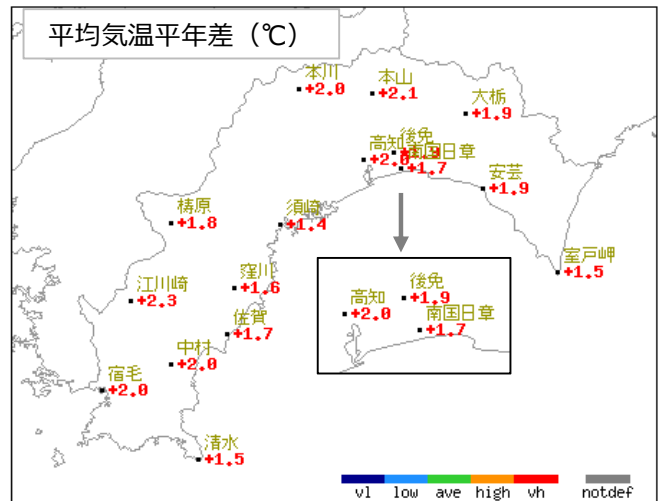 平均気温平年差（℃）
本川
+2.0
本山
+2.1
大栃
+1.9
高知
+2.0
後免
+1.9
南国日章
+1.7
安芸
+1.9
梼原
+1.8
須崎
+1.4
室戸岬
+1.5
江川崎
+2.3
窪川
+1.6
佐賀
+1.7
中村
+2.0
宿毛
+2.0
清水
+1.5
後免
+1.9
高知
+2.0
南国日章
+1.7
vl low ave high vh notdef